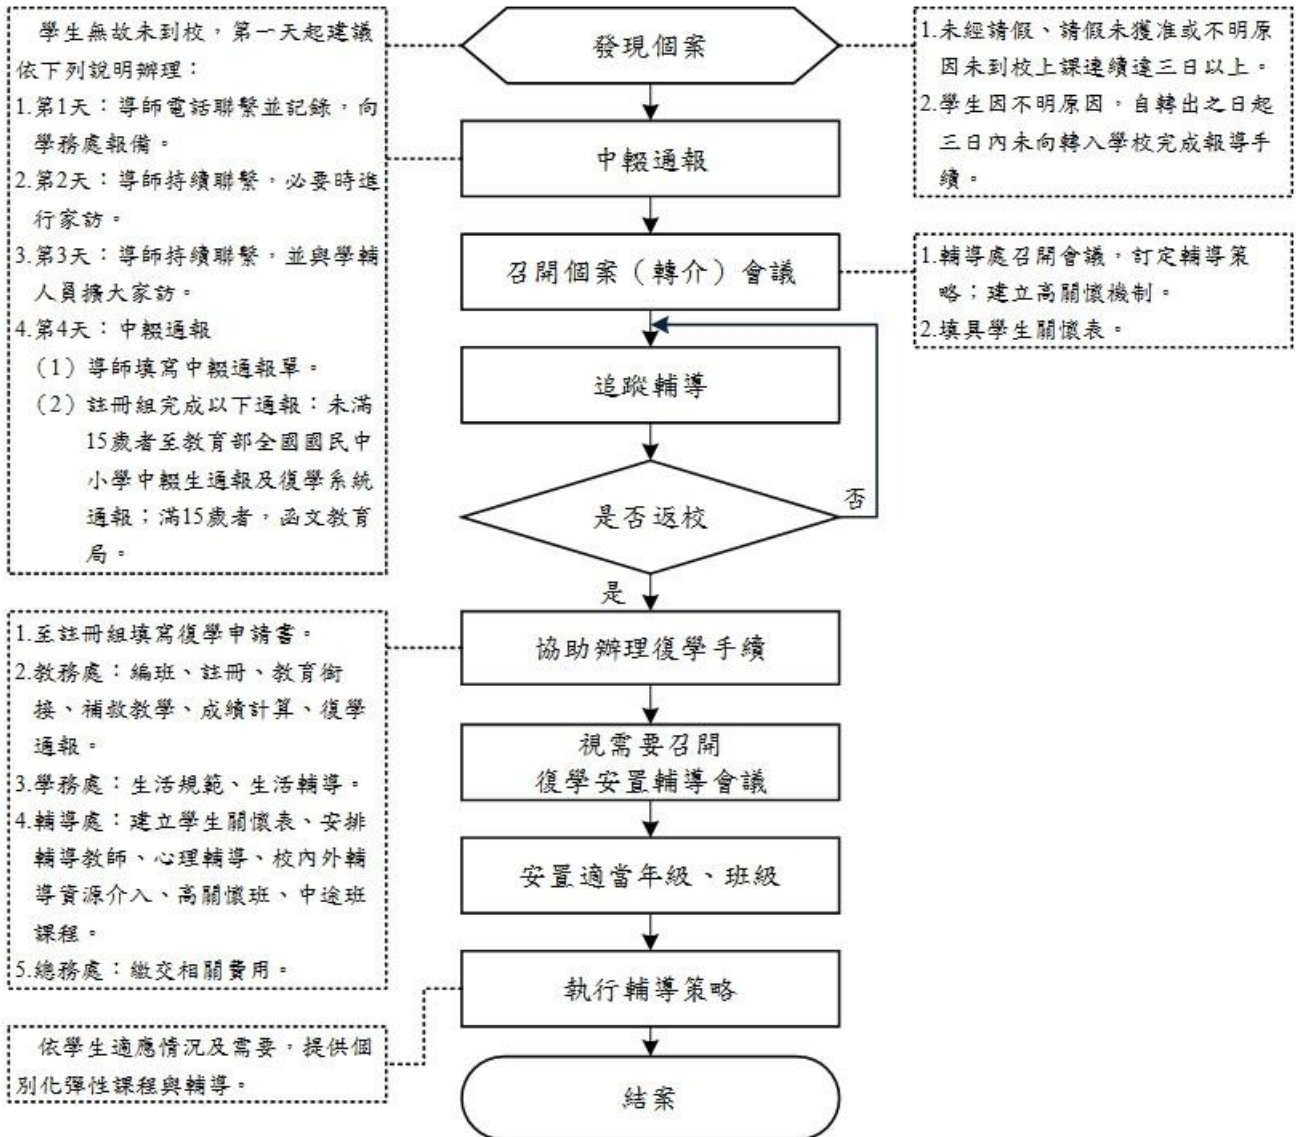 學生無故未到校，第一天起建議
依下列說明辦理：
1.第1天：導師電話聯繫並記錄，向
學務處報備。
2.第2天：導師持續聯繫，必要時進
行家訪。
3.第3天：導師持續聯繫，並與學輔
人員擴大家訪。
4.第4天：中輟通報
（1）導師填寫中輟通報單。
（2）註冊組完成以下通報：未滿
15歲者至教育部全國國民中
小學中輟生通報及復學系統
通報；滿15歲者，函文教育
局。
發現個案
1.未經請假、請假未獲准或不明原
因未到校上課連續達三日以上。
2.學生因不明原因，自轉出之日起
三日內未向轉入學校完成報導手
續。
中輟通報
召開個案（轉介）會議
1.輔導處召開會議，訂定輔導策
略；建立高關懷機制。
2.填具學生關懷表。
追蹤輔導
是否返校
否
是
1.至註冊組填寫復學申請書。
2.教務處：編班、註冊、教育銜
接、補救教學、成績計算、復學
通報。
3.學務處：生活規範、生活輔導。
4.輔導處：建立學生關懷表、安排
輔導教師、心理輔導、校內外輔
導資源介入、高關懷班、中途班
課程。
5.總務處：繳交相關費用。
協助辦理復學手續
視需要召開
復學安置輔導會議
安置適當年級、班級
執行輔導策略
依學生適應情況及需要，提供個
別化彈性課程與輔導。
結案